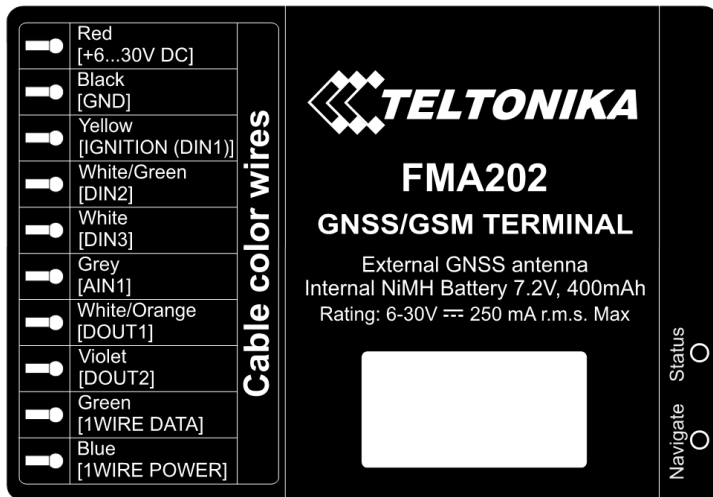 Red
[+6...30V DC]
Black
[GND]
Yellow
[IGNITION (DIN1)]
White/Green
[DIN2]
White
[DIN3]
Grey
[AIN1]
White/Orange
[DOUT1]
Violet
[DOUT2]
Green
[1WIRE DATA]
Blue
[1WIRE POWER]
Cable color wires
TELTONIKA
FMA202
GNSS/GSM TERMINAL
External GNSS antenna
Internal NiMH Battery 7.2V, 400mAh
Rating: 6-30V ⎓ 250 mA r.m.s. Max
Status
Navigate